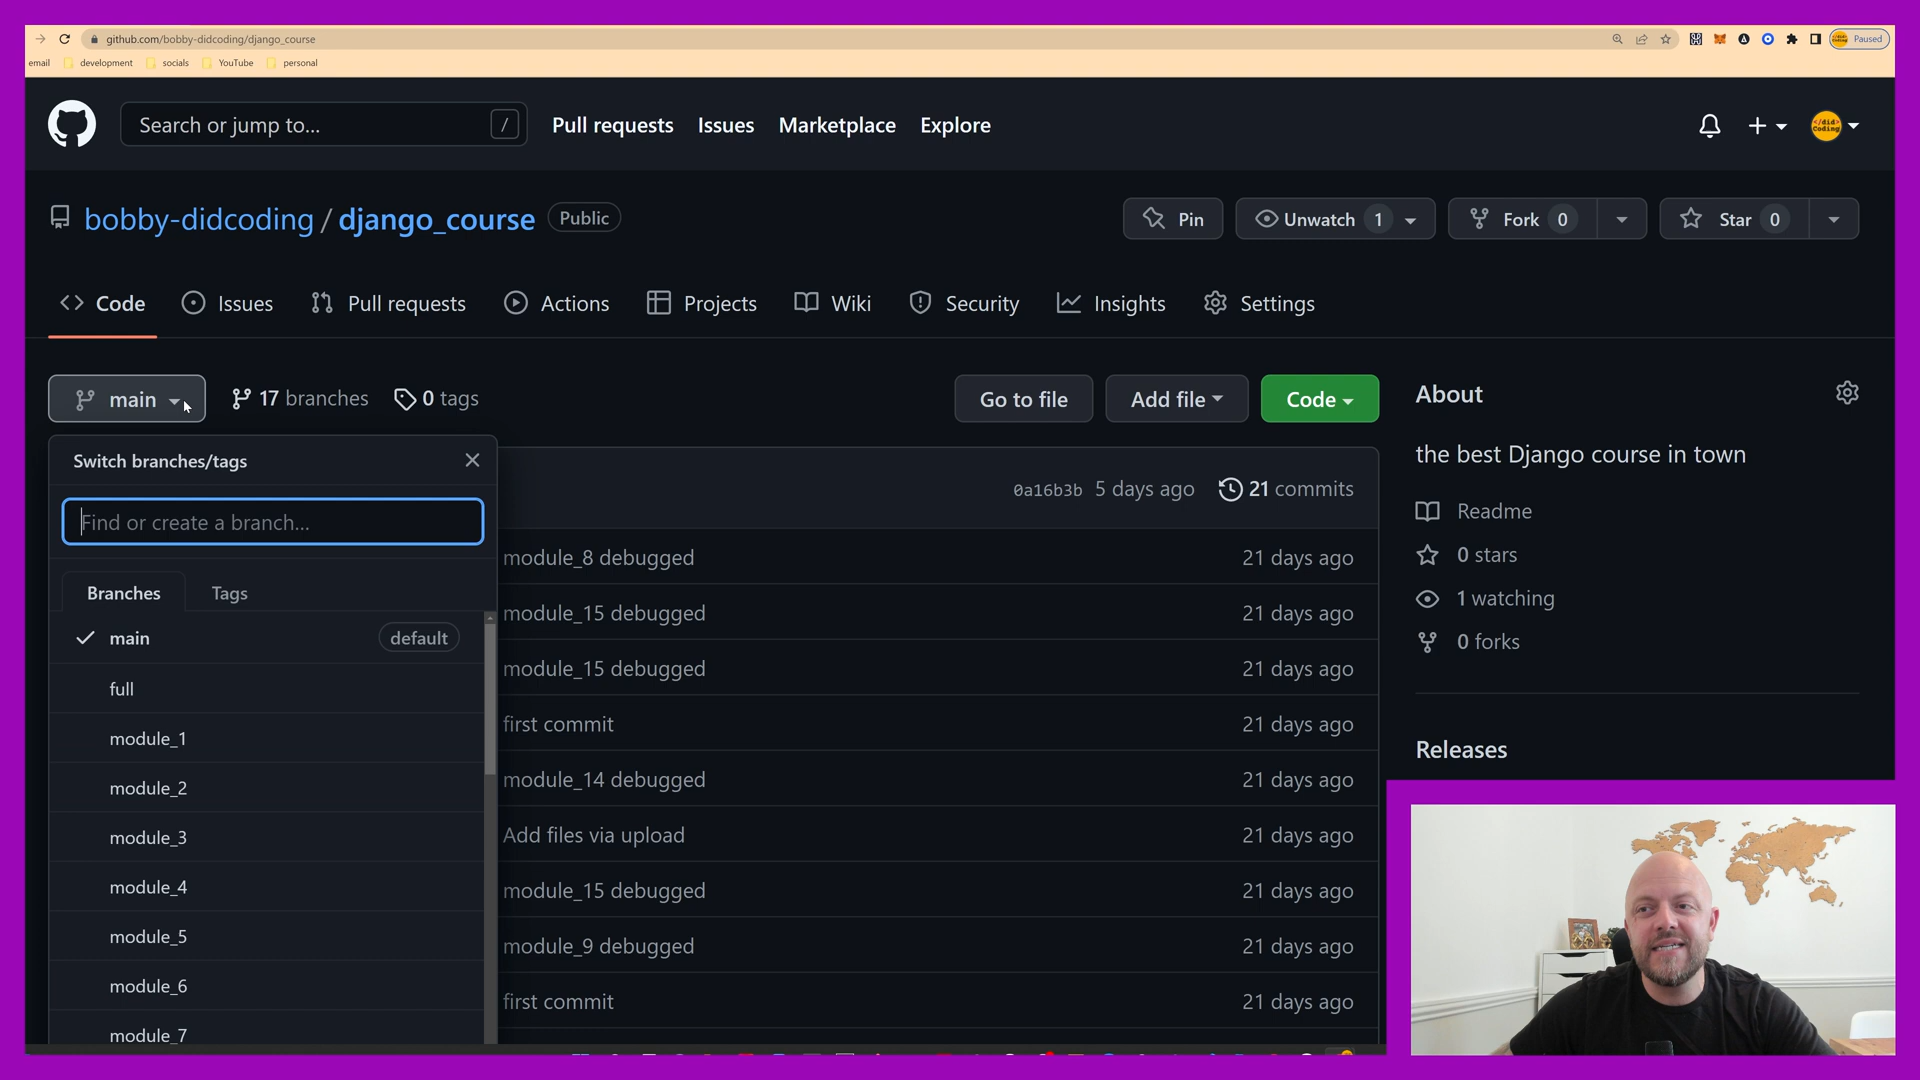 github.com/bobby-didcoding/django_course
Paused
email development socials YouTube personal
Search or jump to... /
Pull requests Issues Marketplace Explore
bobby-didcoding / django_course Public
Pin Unwatch 1 Fork 0 Star 0
Code Issues Pull requests Actions Projects Wiki Security Insights Settings
main 17 branches 0 tags Go to file Add file Code
Switch branches/tags
Find or create a branch...
Branches Tags
main default
full
module_1
module_2
module_3
module_4
module_5
module_6
module_7
0a16b3b 5 days ago 21 commits
module_8 debugged 21 days ago
module_15 debugged 21 days ago
module_15 debugged 21 days ago
first commit 21 days ago
module_14 debugged 21 days ago
Add files via upload 21 days ago
module_15 debugged 21 days ago
module_9 debugged 21 days ago
first commit 21 days ago
About
the best Django course in town
Readme
0 stars
1 watching
0 forks
Releases